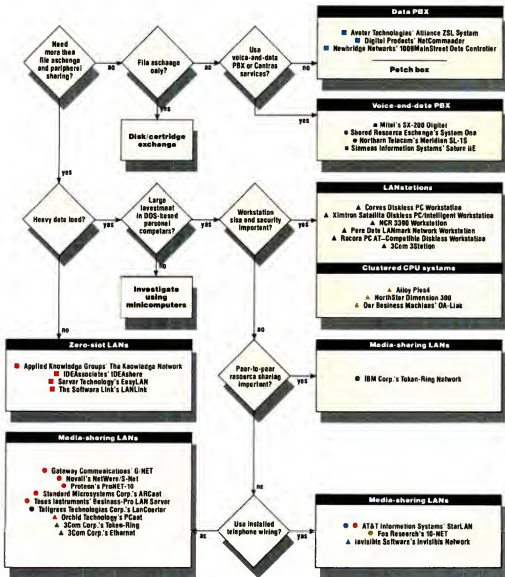 Data PBX
Avatar Technologies' Alliance ZSL System
Digital Products' NetCommander
Newbridge Networks' 1008 MainStreet Data Controller
Patch box
Need
more than
file exchange
and peripheral
sharing?
no
File exchange
only?
no
Use
voice-and-data
PBX or Centrex
services?
no
yes
Disk/cartridge
exchange
yes
Voice-and-data PBX
Mitel's SX-200 Digital
Shared Resource Exchange's System One
Northern Telecom's Meridian SL-1S
Siemens Information Systems' Saturn IIE
yes
Heavy data load?
yes
Large
investment
in DOS-based
personal
computers?
yes
Workstation
size and security
important?
yes
LANstations
Corvus Diskless PC Workstation
Ximtron Satellite Diskless PC/Intelligent Workstation
NCR 3390 Workstation
Pure Data LANmark Network Workstation
Racore PC AT-Compatible Diskless Workstation
3Com 3Station
Clustered CPU systems
Alloy Plus4
NorthStar Dimension 300
Our Business Machines' OA-Link
no
Investigate
using
minicomputers
no
Zero-slot LANs
Applied Knowledge Groups' The Knowledge Network
IDEAssociates' IDEAshare
Server Technology's EasyLAN
The Software Link's LANLink
no
Peer-to-peer
resource sharing
important?
yes
Media-sharing LANs
IBM Corp.'s Token-Ring Network
no
Media-sharing LANs
Gateway Communications' G/NET
Novell's NetWare/S-Net
Proteon's ProNET-10
Standard Microsystems Corp.'s ARCnet
Texas Instruments' Business-Pro LAN Server
Tallgrass Technologies Corp.'s LanCourier
Orchid Technology's PCnet
3Com Corp.'s Token-Ring
3Com Corp.'s Ethernet
no
Use installed
telephone wiring?
yes
Media-sharing LANs
AT&T Information Systems' StarLAN
Fox Research's 10-NET
Invisible Software's Invisible Network